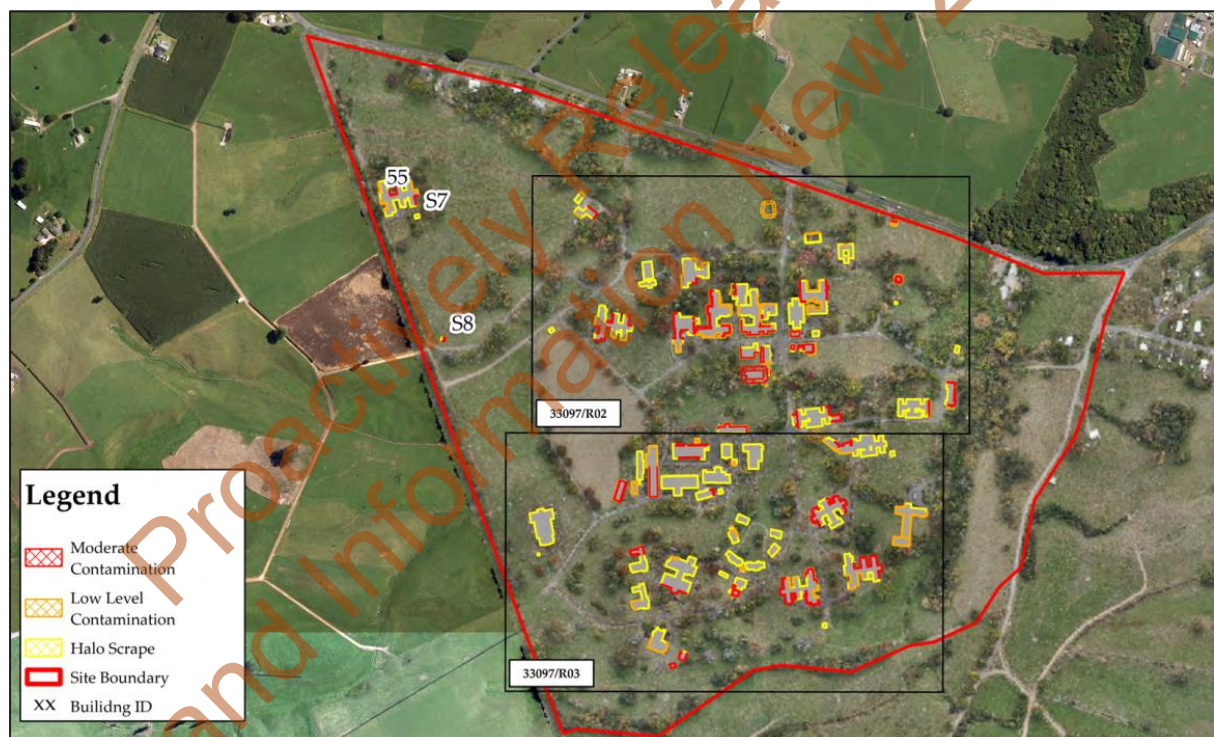 55
S7
S8
33097/R02
33097/R03
Legend
Moderate
Contamination
Low Level
Contamination
Halo Scrape
Site Boundary
XX Builidng ID
Proactively Relea
and Information New Z